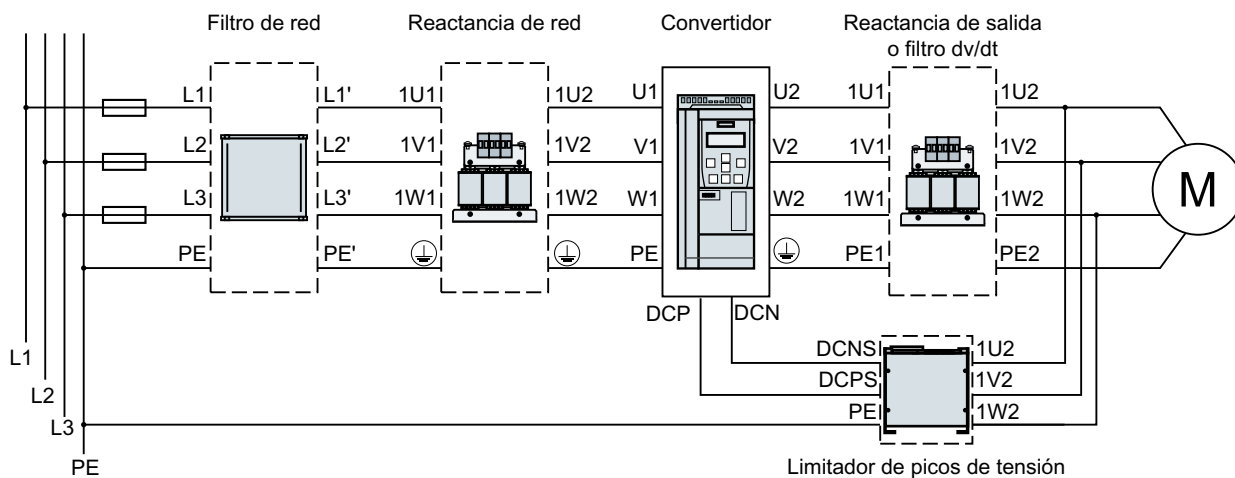 Filtro de red
Reactancia de red
Convertidor
Reactancia de salida
o filtro dv/dt
L1 L1' 1U1 1U2 U1 U2 1U1 1U2
L2 L2' 1V1 1V2 V1 V2 1V1 1V2
L3 L3' 1W1 1W2 W1 W2 1W1 1W2
M
PE PE' PE PE1 PE2
DCP DCN
L1
L2
L3
PE
DCNS 1U2
DCPS 1V2
PE 1W2
Limitador de picos de tensión